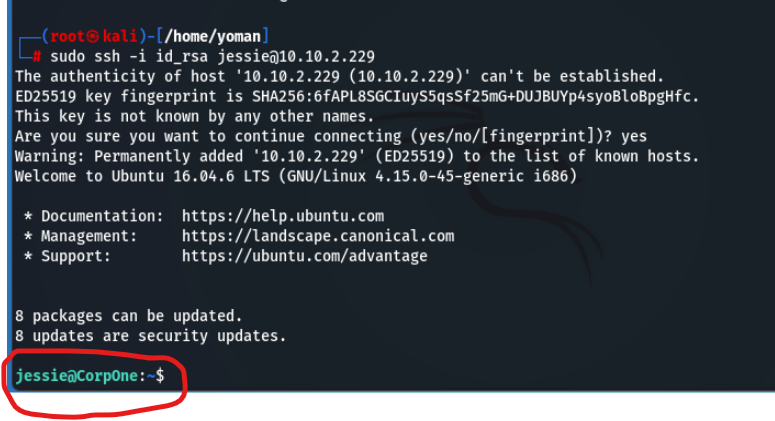 ┌──(root㉿kali)-[/home/yoman]
└─# sudo ssh -i id_rsa jessie@10.10.2.229
The authenticity of host '10.10.2.229 (10.10.2.229)' can't be established.
ED25519 key fingerprint is SHA256:6fAPL8SGCIuyS5qsSf25mG+DUJBUYp4syoBloBpgHfc.
This key is not known by any other names.
Are you sure you want to continue connecting (yes/no/[fingerprint])? yes
Warning: Permanently added '10.10.2.229' (ED25519) to the list of known hosts.
Welcome to Ubuntu 16.04.6 LTS (GNU/Linux 4.15.0-45-generic i686)
* Documentation:  https://help.ubuntu.com
* Management:     https://landscape.canonical.com
* Support:        https://ubuntu.com/advantage
8 packages can be updated.
8 updates are security updates.
jessie@CorpOne:~$